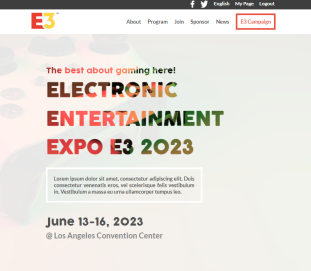 English My Page Logout
E3
About Program Join Sponsor News E3 Campaign
The best about gaming here!
ELECTRONIC
ENTERTAINMENT
EXPO E3 2023
Lorem ipsum dolor sit amet, consectetur adipiscing elit. Duis
consectetur venenatis eros, vel scelerisque felis vestibulum
in. Vestibulum a massa eu urna ullamcorper tempus leo.
June 13-16, 2023
@ Los Angeles Convention Center